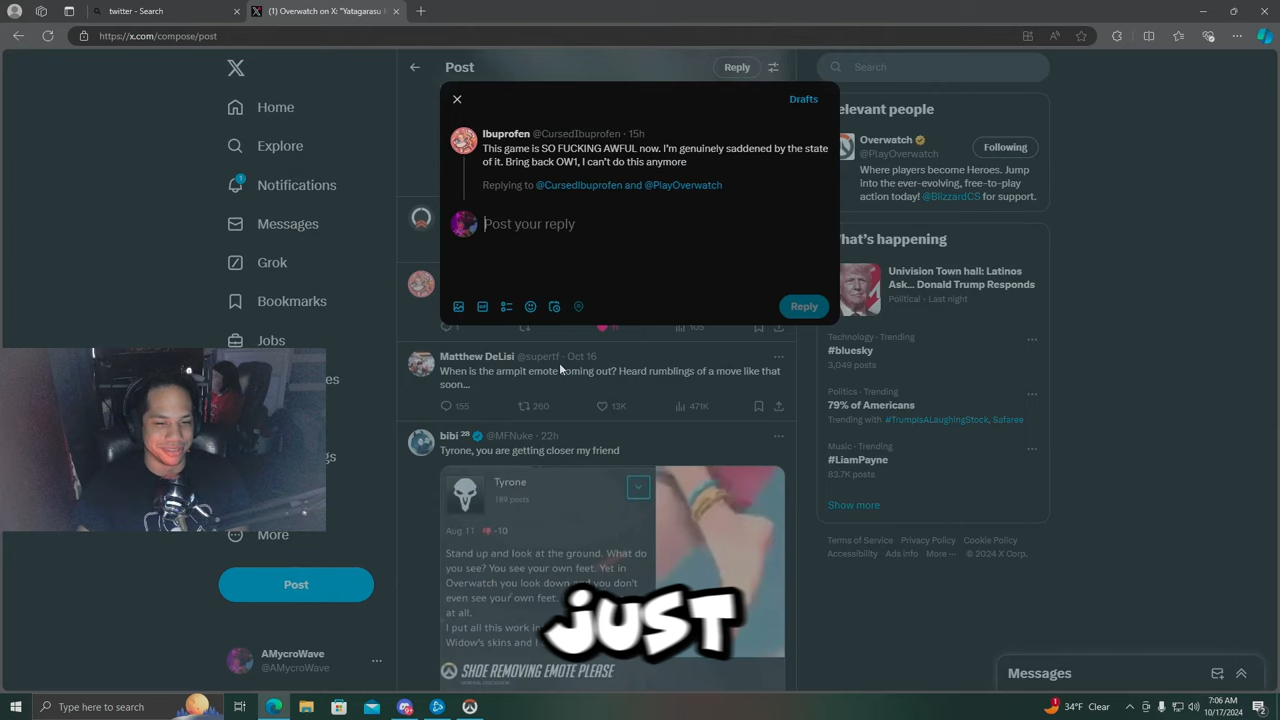 twitter - Search
(1) Overwatch on X: "Yatagarasu K
https://x.com/compose/post
Home
Explore
1
Notifications
Messages
Grok
Bookmarks
Jobs
More
Post
AMycroWave
@AMycroWave
Post
Reply
Drafts
Ibuprofen @CursedIbuprofen · 15h
This game is SO FUCKING AWFUL now. I'm genuinely saddened by the state
of it. Bring back OW1, I can't do this anymore
Replying to @CursedIbuprofen and @PlayOverwatch
Post your reply
Reply
11
105
Matthew DeLisi @supertf · Oct 16
When is the armpit emote coming out? Heard rumblings of a move like that
soon...
155
260
13K
471K
bibi ²⁸ @MFNuke · 22h
Tyrone, you are getting closer my friend
Tyrone
189 posts
Aug 11 -10
Stand up and look at the ground. What do
you see? You see your own feet. Yet in
Overwatch you look down and you don't
even see your own feet.
at all.
I put all this work in
Widow's skins and
SHOE REMOVING EMOTE PLEASE
JUST
Search
elevant people
Overwatch
@PlayOverwatch
Following
Where players become Heroes. Jump
into the ever-evolving, free-to-play
action today! @BlizzardCS for support.
hat's happening
Univision Town hall: Latinos
Ask... Donald Trump Responds
Political · Last night
Technology · Trending
#bluesky
3,049 posts
Politics · Trending
79% of Americans
Trending with #TrumpIsALaughingStock, Safaree
Music · Trending
#LiamPayne
83.7K posts
Show more
Terms of Service Privacy Policy Cookie Policy
Accessibility Ads info More ··· © 2024 X Corp.
Messages
Type here to search
34°F Clear
7:06 AM
10/17/2024
2